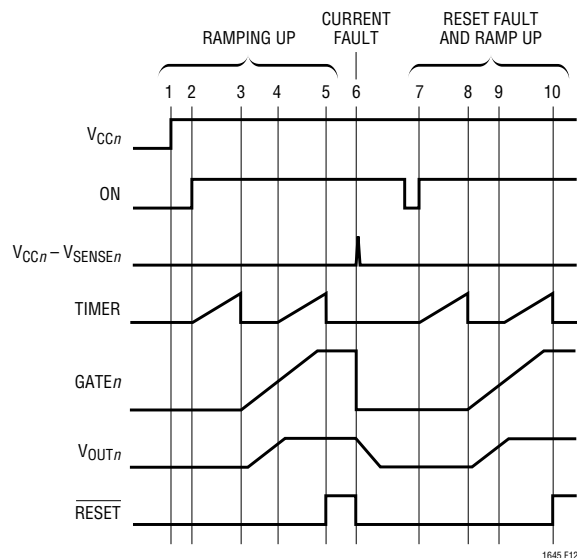 RAMPING UP
CURRENT
FAULT
RESET FAULT
AND RAMP UP
1 2 3 4 5 6 7 8 9 10
VCCn
ON
VCCn – VSENSEn
TIMER
GATEn
VOUTn
RESET
1645 F12